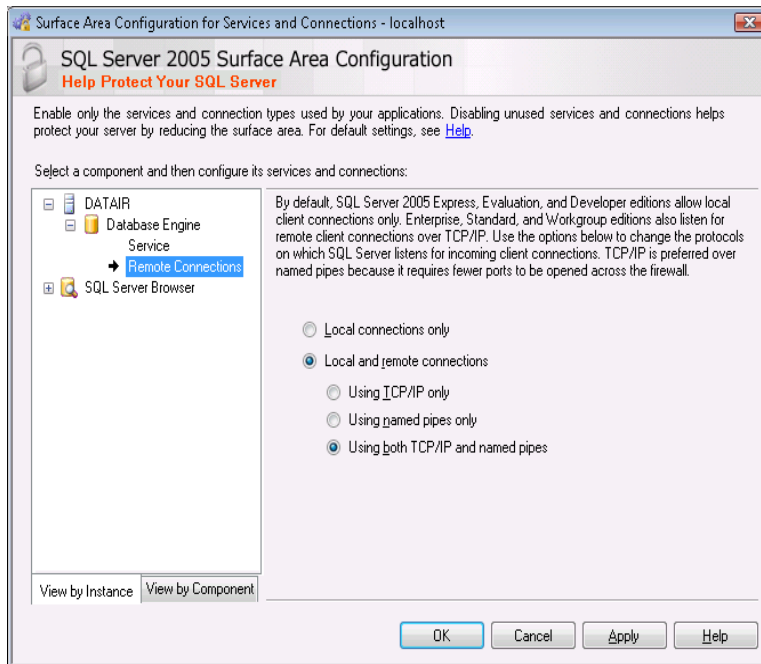 Surface Area Configuration for Services and Connections - localhost
SQL Server 2005 Surface Area Configuration
Help Protect Your SQL Server
Enable only the services and connection types used by your applications. Disabling unused services and connections helps
protect your server by reducing the surface area. For default settings, see Help.
Select a component and then configure its services and connections:
DATAIR
Database Engine
Service
Remote Connections
SQL Server Browser
View by Instance
View by Component
By default, SQL Server 2005 Express, Evaluation, and Developer editions allow local
client connections only. Enterprise, Standard, and Workgroup editions also listen for
remote client connections over TCP/IP. Use the options below to change the protocols
on which SQL Server listens for incoming client connections. TCP/IP is preferred over
named pipes because it requires fewer ports to be opened across the firewall.
Local connections only
Local and remote connections
Using TCP/IP only
Using named pipes only
Using both TCP/IP and named pipes
OK
Cancel
Apply
Help